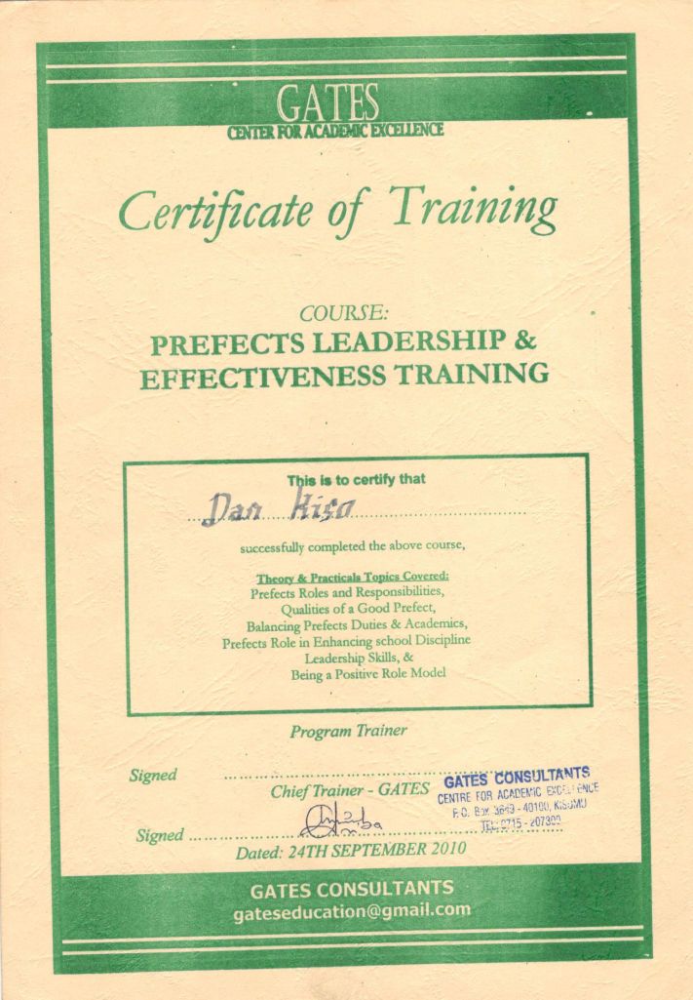 GATES
CENTER FOR ACADEMIC EXCELLENCE
Certificate of Training
COURSE:
PREFECTS LEADERSHIP &
EFFECTIVENESS TRAINING
This is to certify that
Dan
successfully completed the above course,
Theory & Practicals Topics Covered:
Prefects Roles and Responsibilities,
Qualities of a Good Prefect,
Balancing Prefects Duties & Academics,
Prefects Role in Enhancing school Discipline
Leadership Skills, &
Being a Positive Role Model
Program Trainer
Signed
Chief Trainer - GATES
GATES CONSULTANTS
CENTRE FOR ACADEMIC EXCELLENCE
P.O. Box 3669 - 40100, KISUMU
TEL: 0715 -
Signed
Dated: 24TH SEPTEMBER 2010
GATES CONSULTANTS
gateseducation@gmail.com